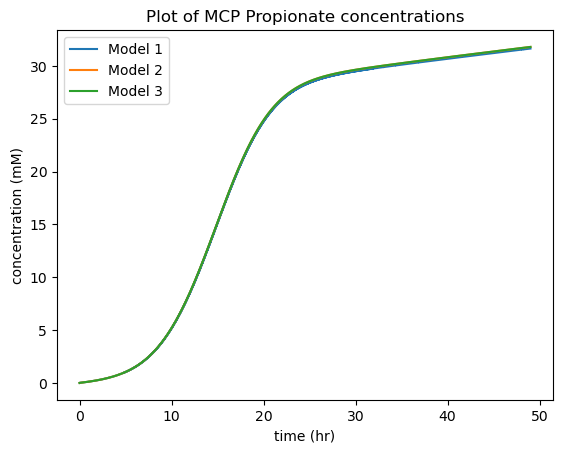 Plot of MCP Propionate concentrations
Model 1
Model 2
Model 3
concentration (mM)
30
25
20
15
10
5
0
0 10 20 30 40 50
time (hr)